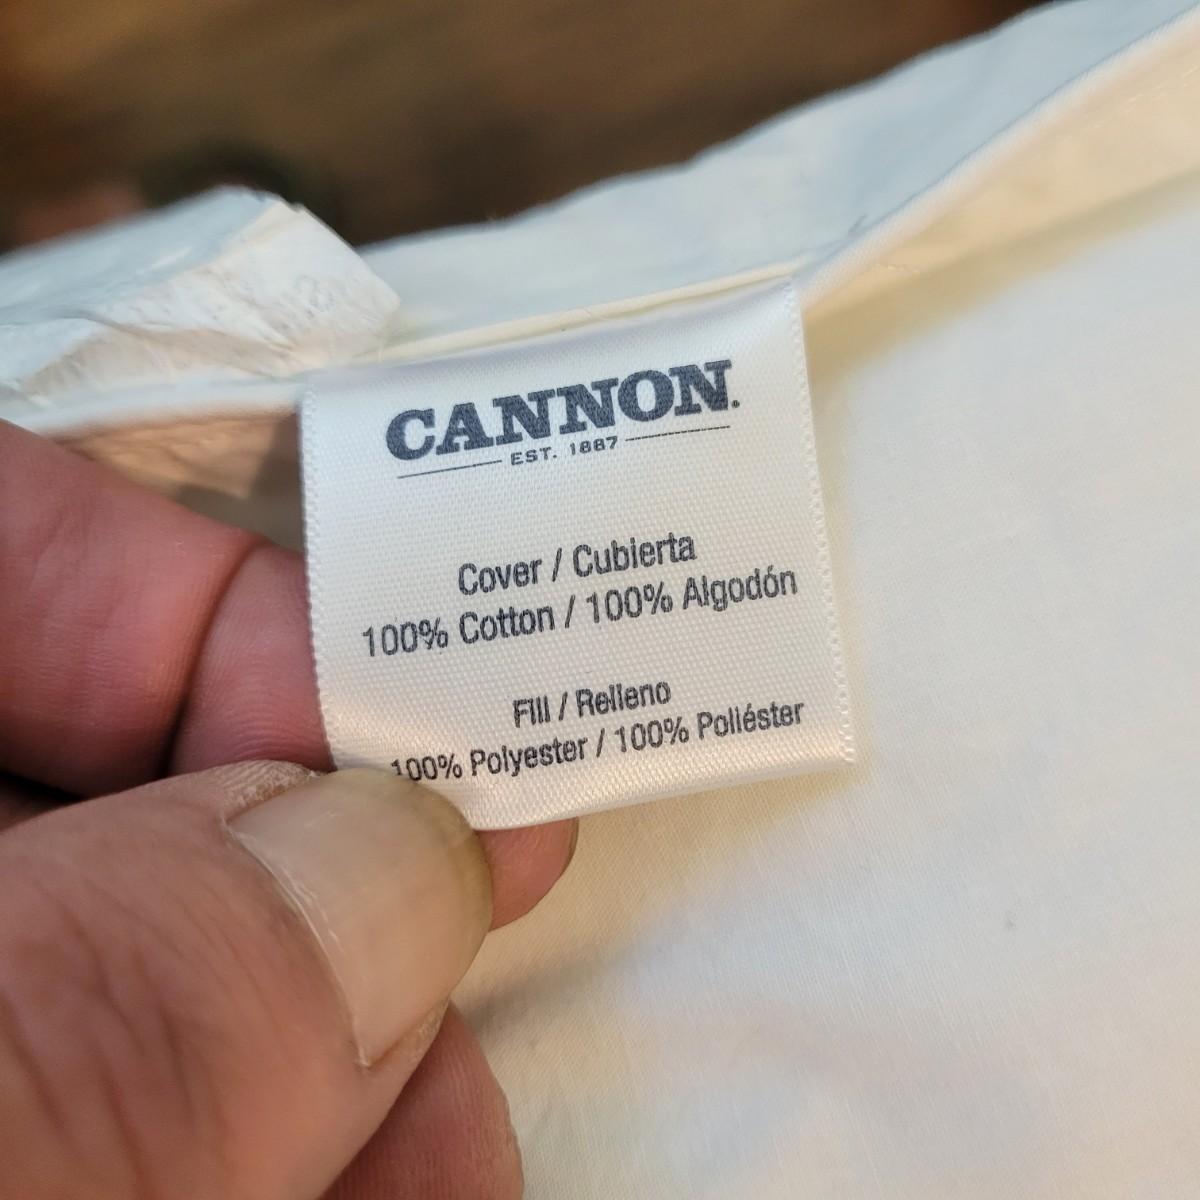 CANNON.
EST. 1887
Cover / Cubierta
100% Cotton / 100% Algodón
Fill / Relleno
100% Polyester / 100% Poliéster